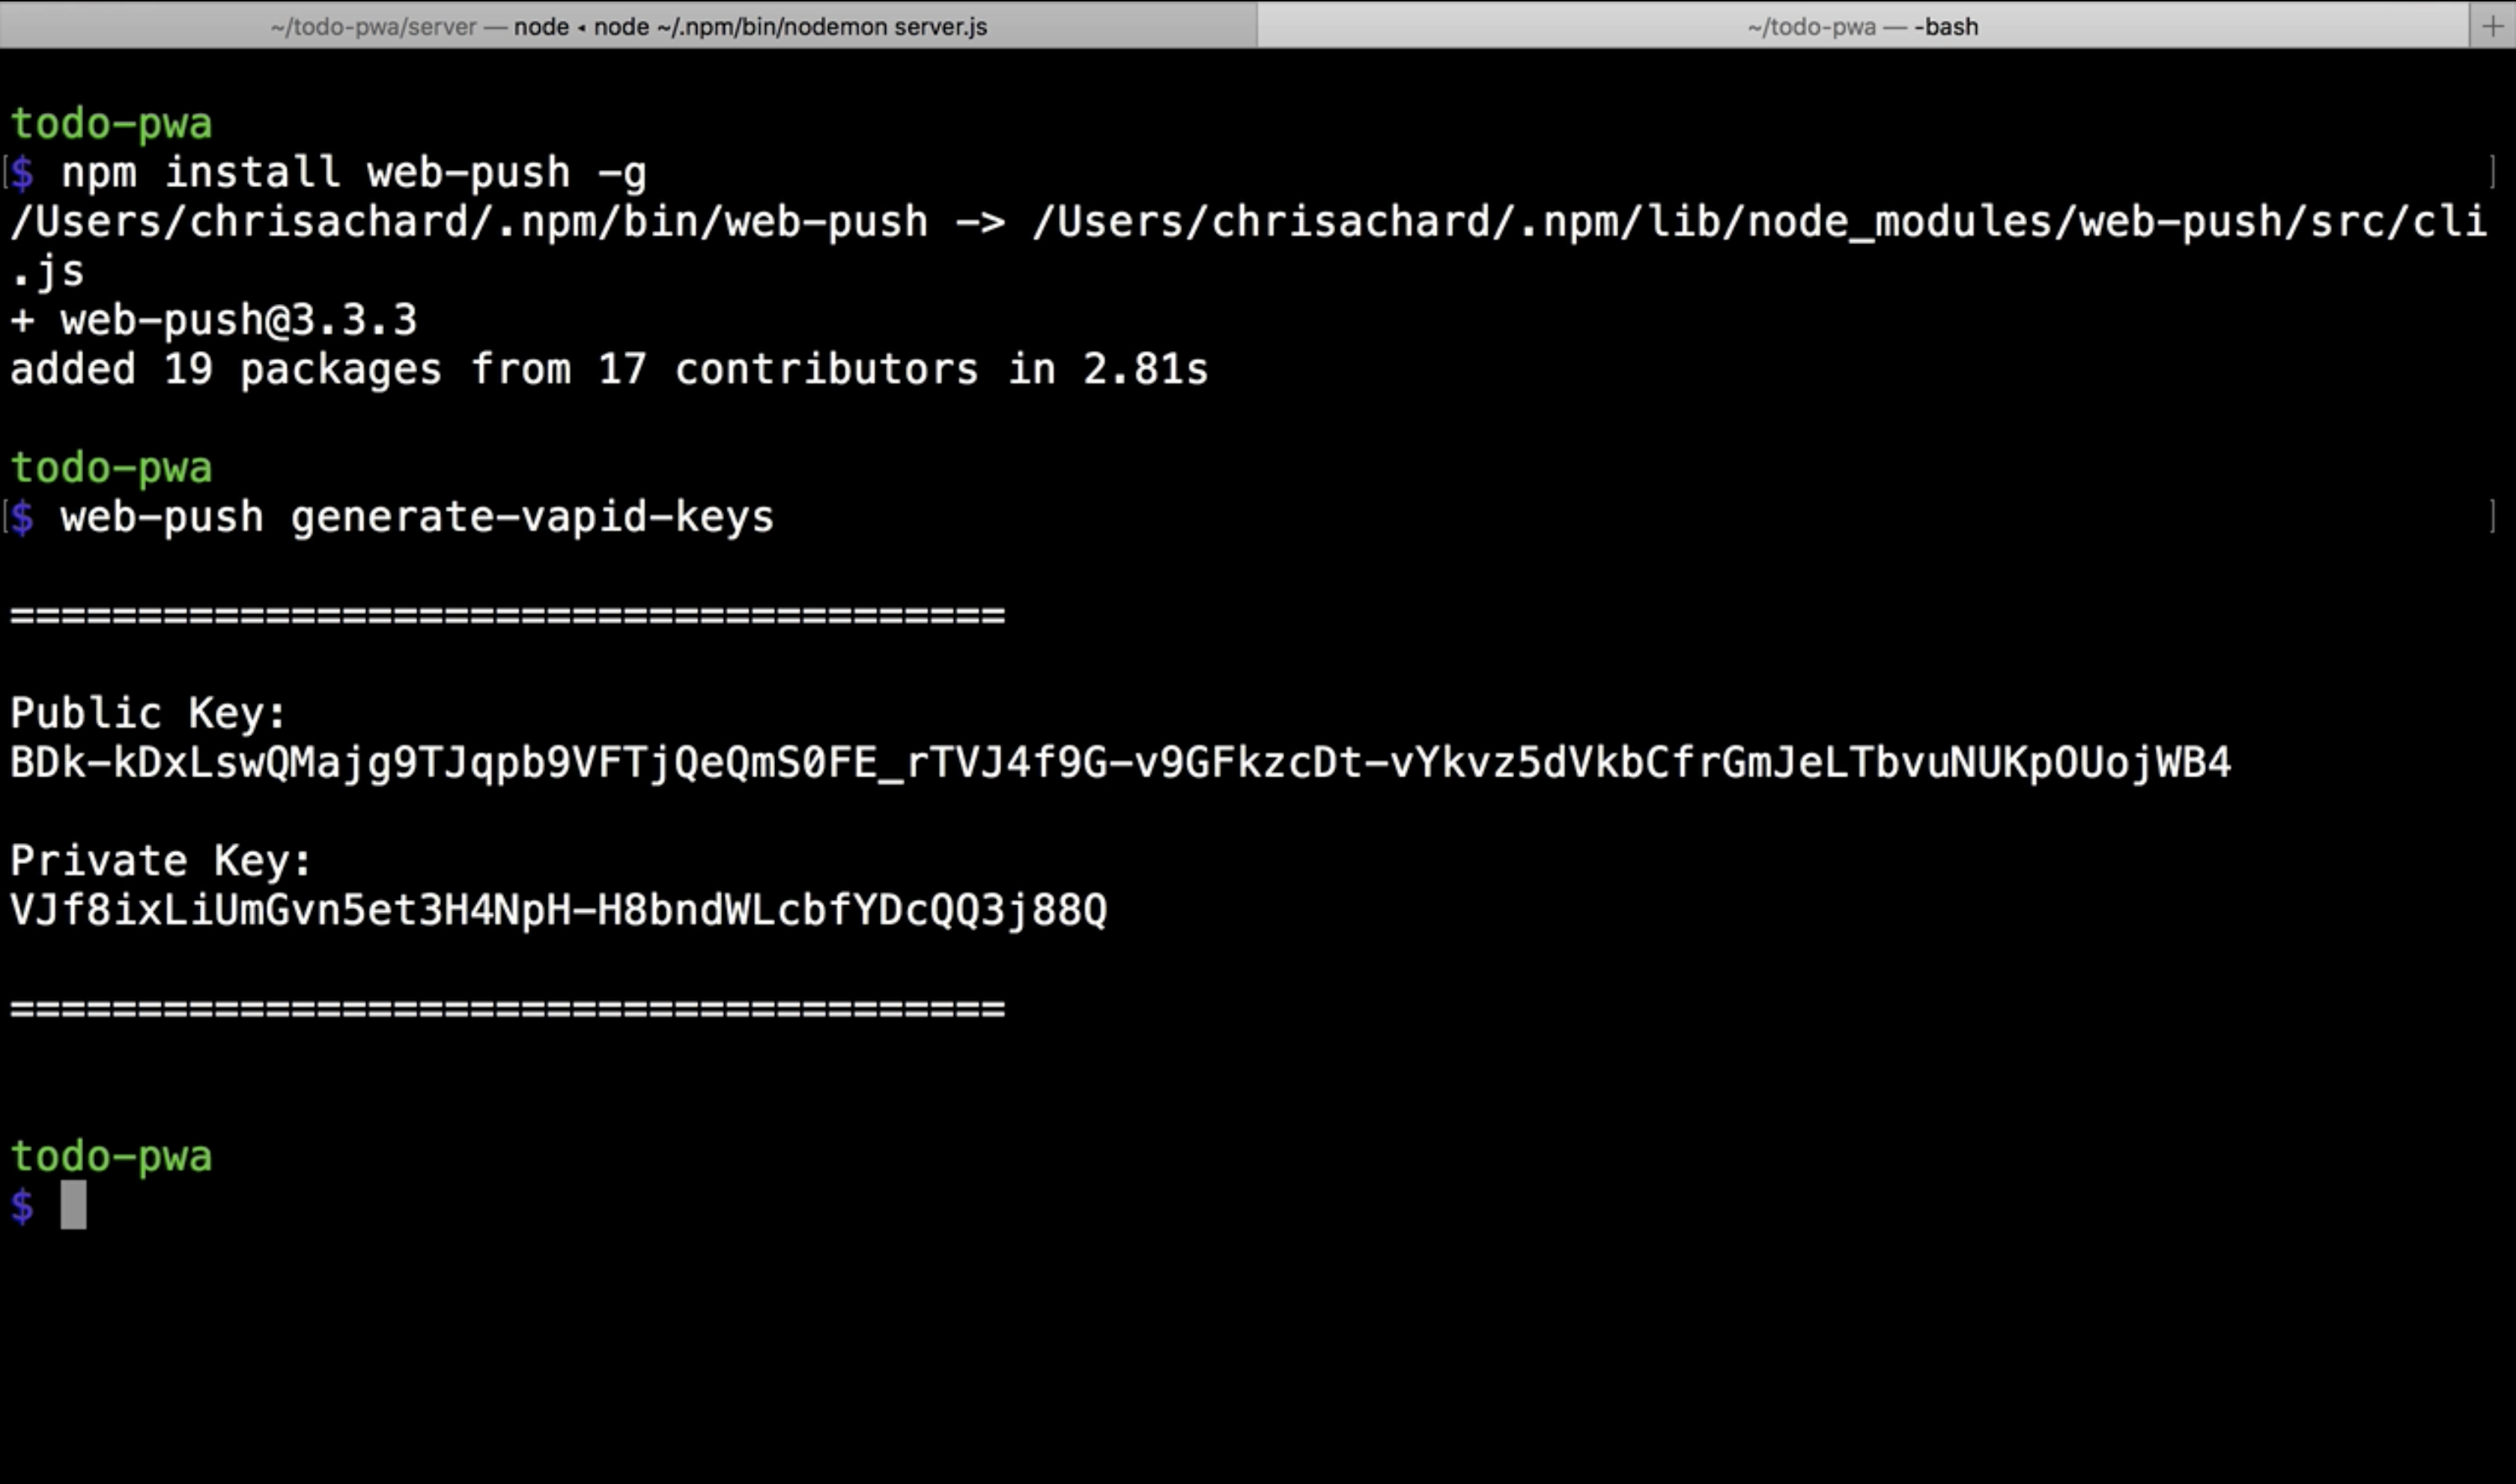 ~/todo-pwa/server — node ◂ node ~/.npm/bin/nodemon server.js
~/todo-pwa — -bash
+
todo-pwa
[$ npm install web-push -g ]
/Users/chrisachard/.npm/bin/web-push -> /Users/chrisachard/.npm/lib/node_modules/web-push/src/cli
.js
+ web-push@3.3.3
added 19 packages from 17 contributors in 2.81s
todo-pwa
[$ web-push generate-vapid-keys ]
=======================================
Public Key:
BDk-kDxLswQMajg9TJqpb9VFTjQeQmS0FE_rTVJ4f9G-v9GFkzcDt-vYkvz5dVkbCfrGmJeLTbvuNUKpOUojWB4
Private Key:
VJf8ixLiUmGvn5et3H4NpH-H8bndWLcbfYDcQQ3j88Q
=======================================
todo-pwa
$